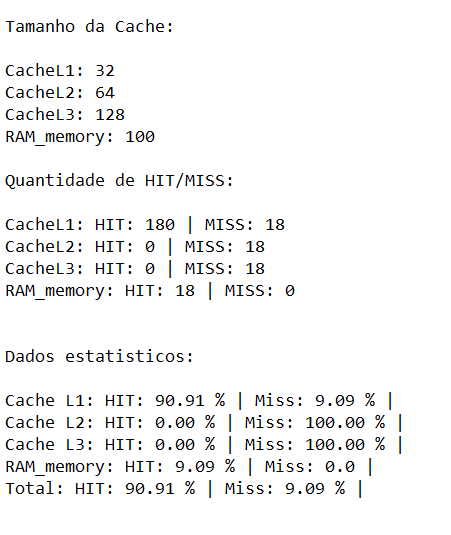 Tamanho da Cache:
CacheL1: 32
CacheL2: 64
CacheL3: 128
RAM_memory: 100
Quantidade de HIT/MISS:
CacheL1: HIT: 180 | MISS: 18
CacheL2: HIT: 0 | MISS: 18
CacheL3: HIT: 0 | MISS: 18
RAM_memory: HIT: 18 | MISS: 0
Dados estatisticos:
Cache L1: HIT: 90.91 % | Miss: 9.09 % |
Cache L2: HIT: 0.00 % | Miss: 100.00 % |
Cache L3: HIT: 0.00 % | Miss: 100.00 % |
RAM_memory: HIT: 9.09 % | Miss: 0.0 |
Total: HIT: 90.91 % | Miss: 9.09 % |